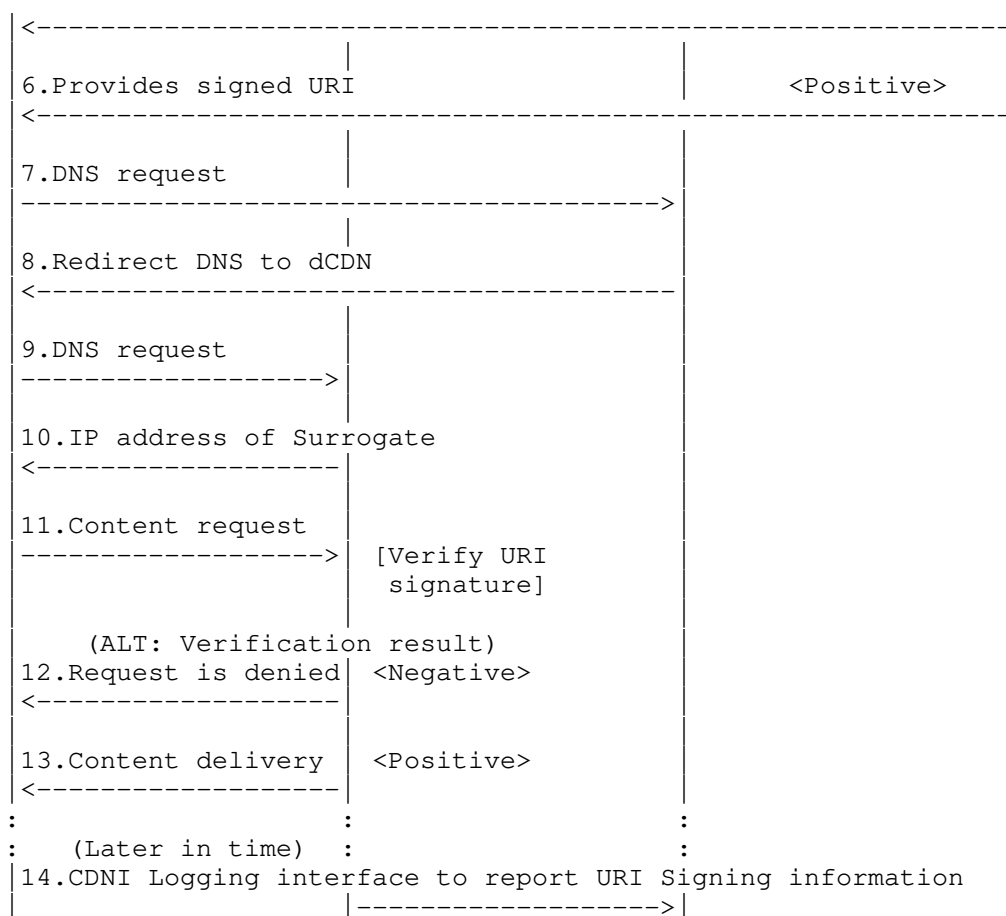 6.Provides signed URI <Positive>
7.DNS request
8.Redirect DNS to dCDN
9.DNS request
10.IP address of Surrogate
11.Content request
[Verify URI
signature]
(ALT: Verification result)
12.Request is denied <Negative>
13.Content delivery <Positive>
: : :
: (Later in time) : :
14.CDNI Logging interface to report URI Signing information